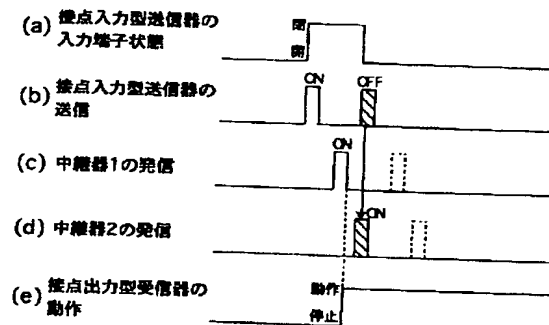 (a) 接点入力型送信器の
入力端子状態
閉
開
(b) 接点入力型送信器の
送信
ON
OFF
(c) 中継器1の発信
ON
(d) 中継器2の発信
ON
(e) 接点出力型受信器の
動作
動作
停止